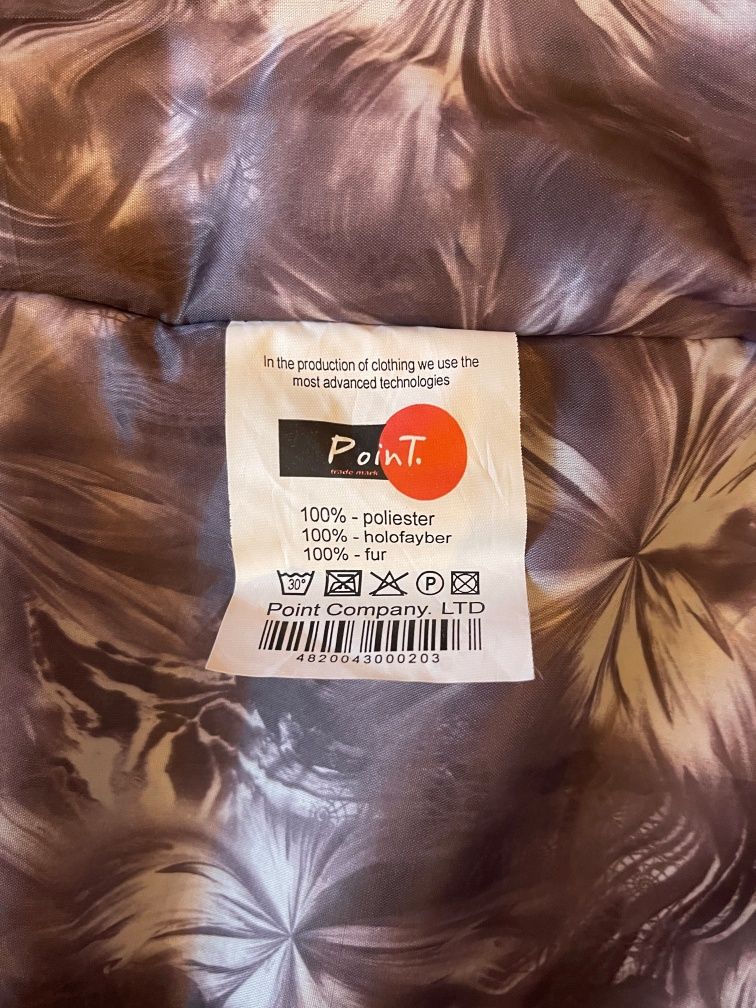 In the production of clothing we use the
most advanced technologies
PoinT.
trade mark
100% - poliester
100% - holofayber
100% - fur
30°
P
Point Company. LTD
4820043000203